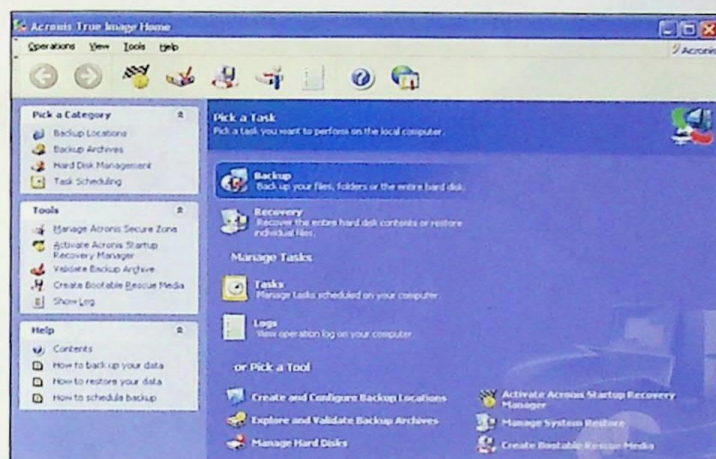 Acronis True Image Home
Operations View Tools Help
Acronis
Pick a Category
Backup Locations
Backup Archives
Hard Disk Management
Task Scheduling
Tools
Manage Acronis Secure Zone
Activate Acronis Startup
Recovery Manager
Validate Backup Archive
Create Bootable Rescue Media
Show Log
Help
Contents
How to back up your data
How to restore your data
How to schedule backup
Pick a Task
Pick a task you want to perform on the local computer.
Backup
Back up your files, folders or the entire hard disk.
Recovery
Recover the entire hard disk contents or restore
individual files.
Manage Tasks
Tasks
Manage tasks scheduled on your computer.
Logs
View operation log on your computer.
or Pick a Tool
Create and Configure Backup Locations
Explore and Validate Backup Archives
Manage Hard Disks
Activate Acronis Startup Recovery
Manager
Manage System Restore
Create Bootable Rescue Media